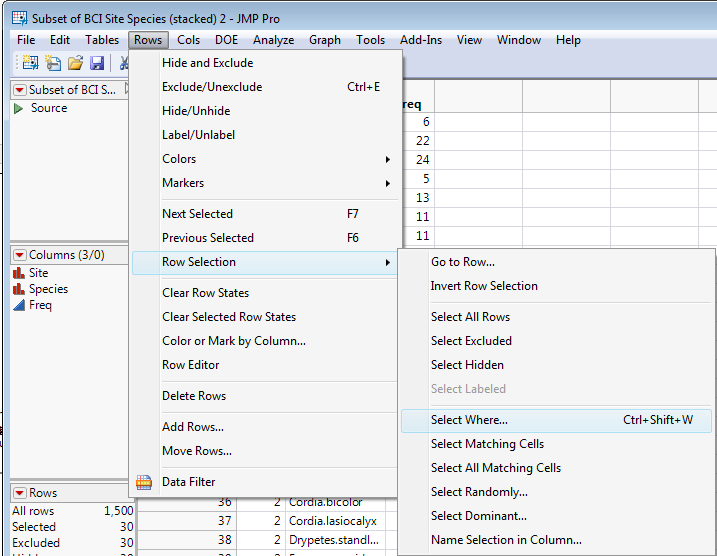 Subset of BCI Site Species (stacked) 2 - JMP Pro
File Edit Tables Rows Cols DOE Analyze Graph Tools Add-Ins View Window Help
Subset of BCI S...
Source
Hide and Exclude
Exclude/Unexclude Ctrl+E
Hide/Unhide
Label/Unlabel
Colors
Markers
Next Selected F7
Previous Selected F6
Row Selection
Clear Row States
Clear Selected Row States
Color or Mark by Column...
Row Editor
Delete Rows
Add Rows...
Move Rows...
Data Filter
req
6
22
24
5
13
11
11
Go to Row...
Invert Row Selection
Select All Rows
Select Excluded
Select Hidden
Select Labeled
Select Where... Ctrl+Shift+W
Select Matching Cells
Select All Matching Cells
Select Randomly...
Select Dominant...
Name Selection in Column...
Columns (3/0)
Site
Species
Freq
Rows
All rows 1,500
Selected 30
Excluded 30
36 2 Cordia.bicolor
37 2 Cordia.lasiocalyx
38 2 Drypetes.standl...